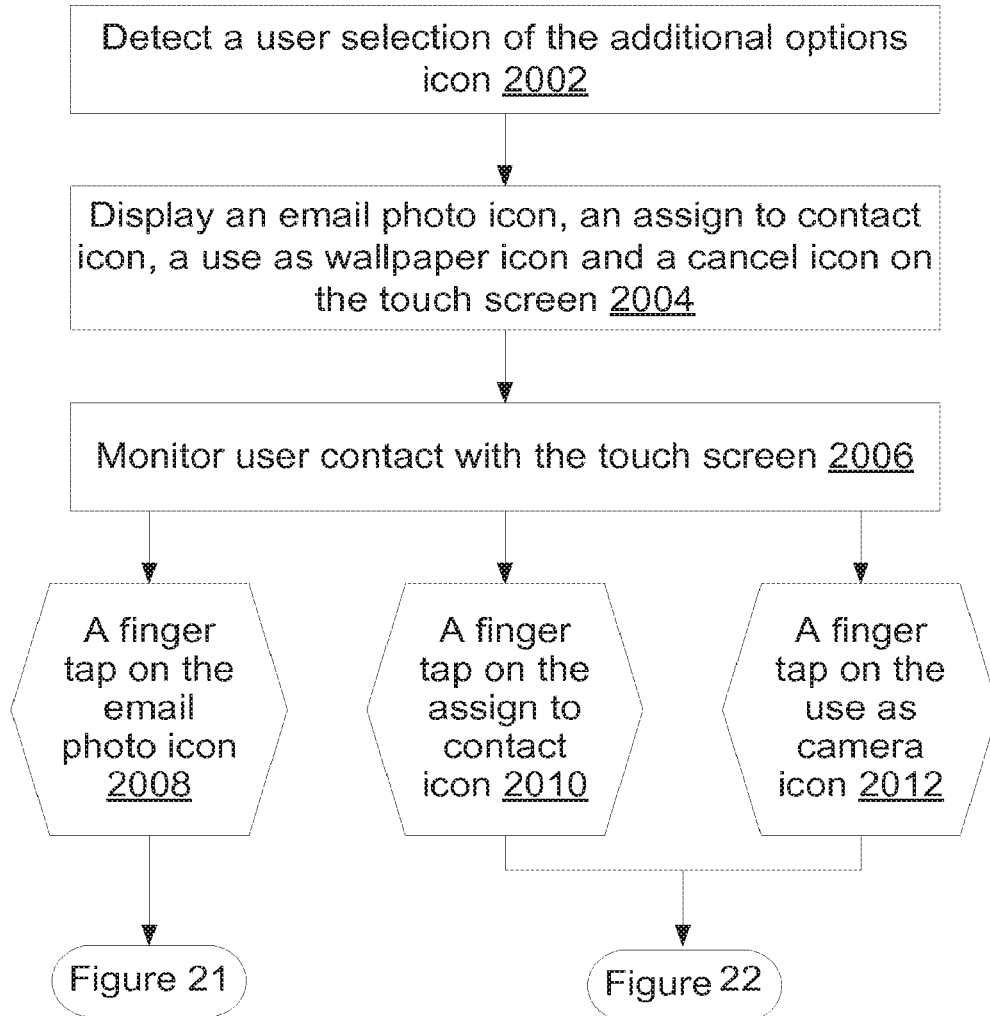 Detect a user selection of the additional options
icon 2002
Display an email photo icon, an assign to contact
icon, a use as wallpaper icon and a cancel icon on
the touch screen 2004
Monitor user contact with the touch screen 2006
A finger
tap on the
email
photo icon
2008
A finger
tap on the
assign to
contact
icon 2010
A finger
tap on the
use as
camera
icon 2012
Figure 21
Figure 22